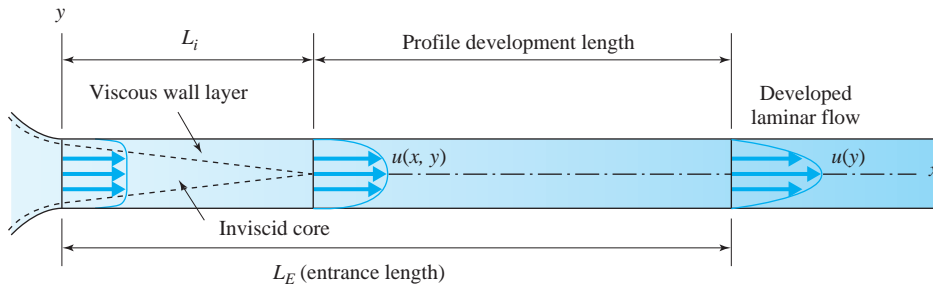 y
L_i
Profile development length
Viscous wall layer
Developed
laminar flow
u(x, y)
u(y)
x
Inviscid core
L_E (entrance length)